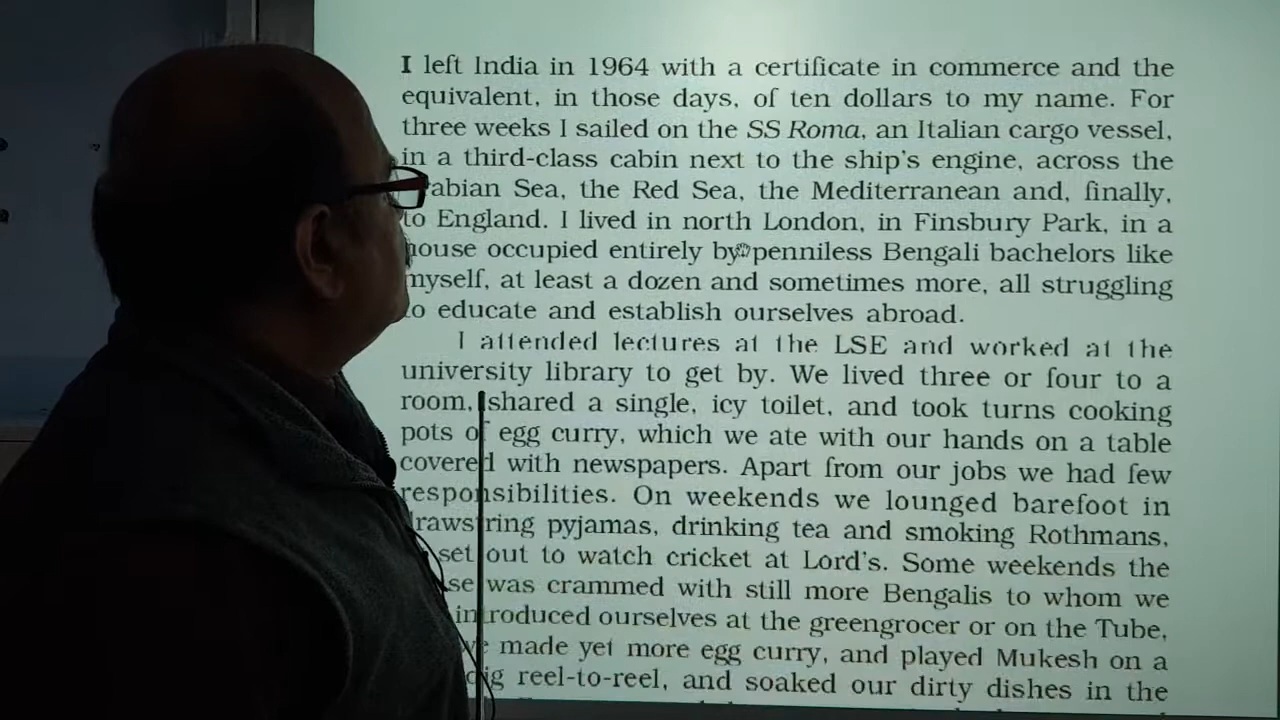 I left India in 1964 with a certificate in commerce and the
equivalent, in those days, of ten dollars to my name. For
three weeks I sailed on the SS Roma, an Italian cargo vessel,
in a third-class cabin next to the ship's engine, across the
abian Sea, the Red Sea, the Mediterranean and, finally,
to England. I lived in north London, in Finsbury Park, in a
house occupied entirely by penniless Bengali bachelors like
myself, at least a dozen and sometimes more, all struggling
to educate and establish ourselves abroad.
I attended lectures at the LSE and worked at the
university library to get by. We lived three or four to a
room, shared a single, icy toilet, and took turns cooking
pots of egg curry, which we ate with our hands on a table
covered with newspapers. Apart from our jobs we had few
responsibilities. On weekends we lounged barefoot in
drawstring pyjamas, drinking tea and smoking Rothmans,
set out to watch cricket at Lord's. Some weekends the
se was crammed with still more Bengalis to whom we
introduced ourselves at the greengrocer or on the Tube,
made yet more egg curry, and played Mukesh on a
reel-to-reel, and soaked our dirty dishes in the